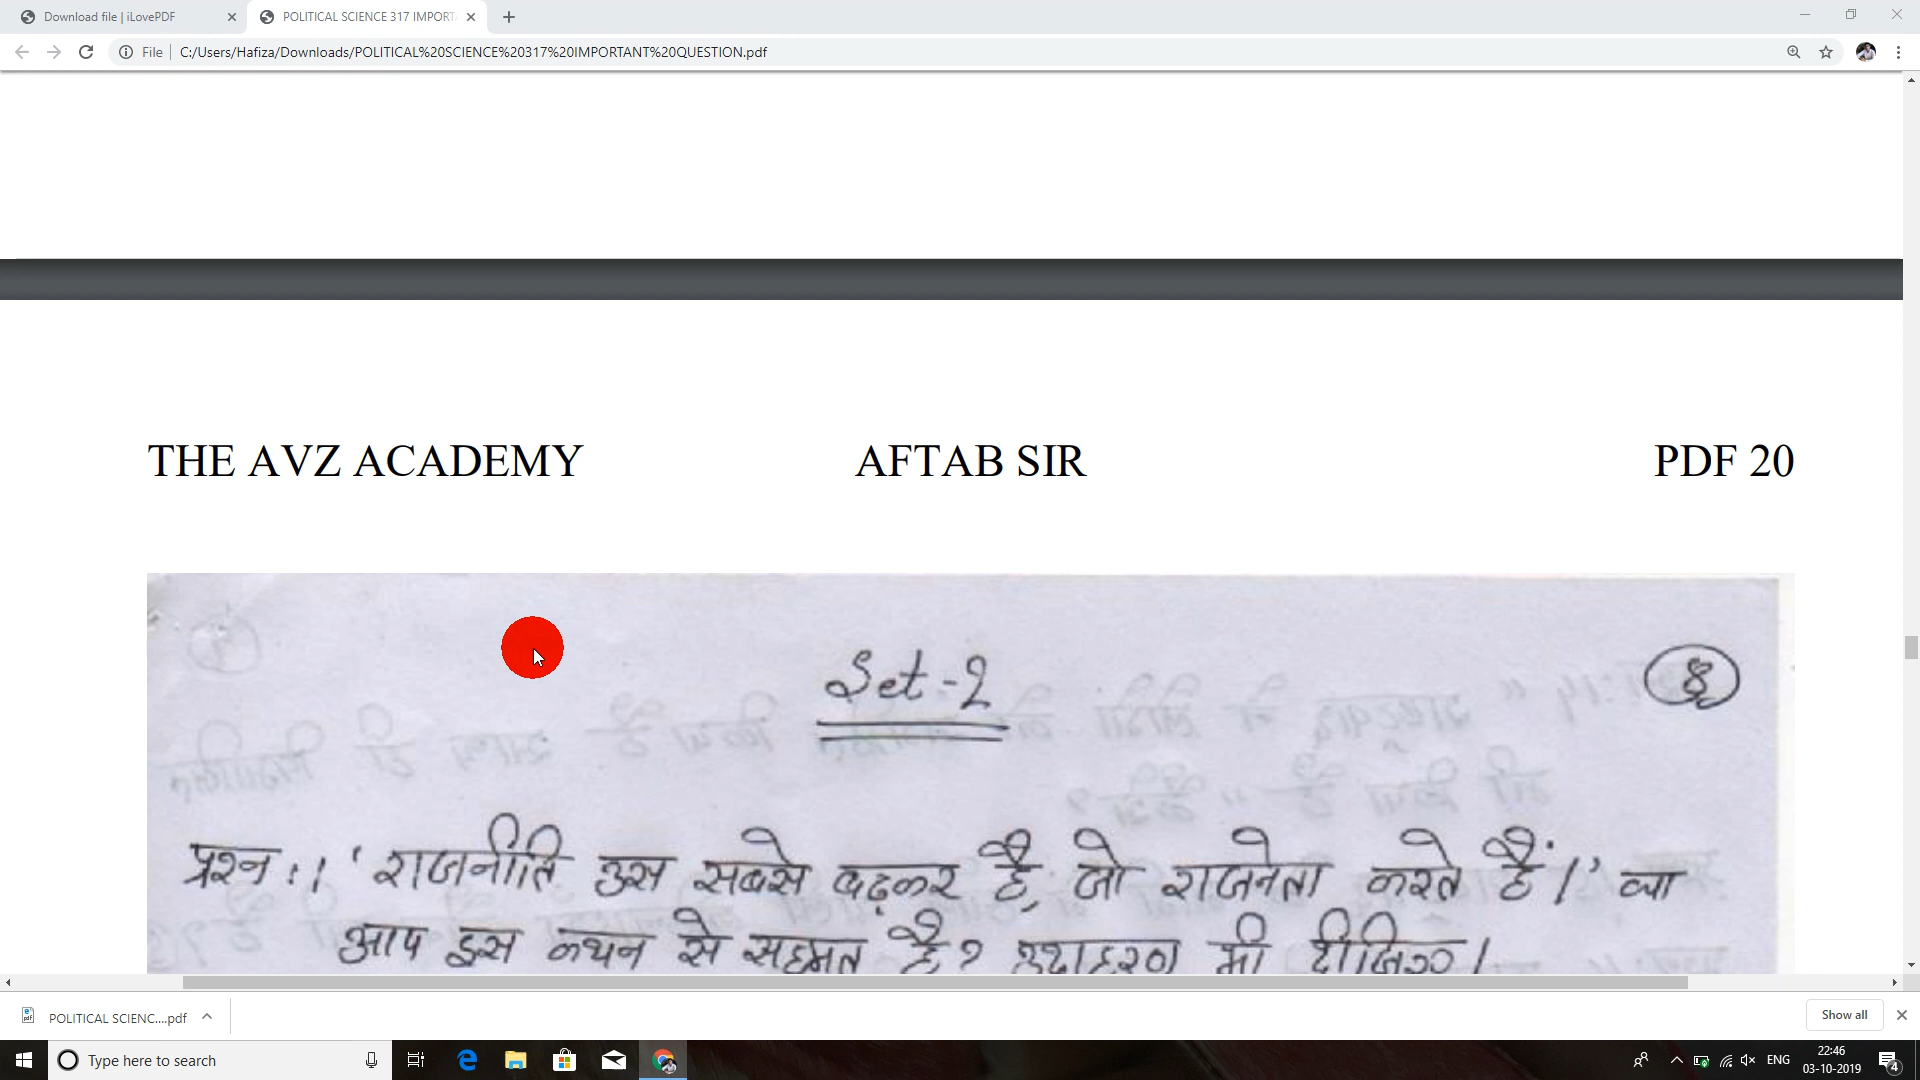 Download file | iLovePDF
POLITICAL SCIENCE 317 IMPORT
File
C:/Users/Hafiza/Downloads/POLITICAL%20SCIENCE%20317%20IMPORTANT%20QUESTION.pdf
THE AVZ ACADEMY AFTAB SIR PDF 20
Set-2
8
प्रश्न:1 'राजनीति उस सबसे बढ़कर है, जो राजनेता करते हैं।' क्या
आप इस कथन से सहमत है? उदाहरण भी दीजिए।
POLITICAL SCIENC....pdf
Show all
Type here to search
ENG
22:46
03-10-2019
4